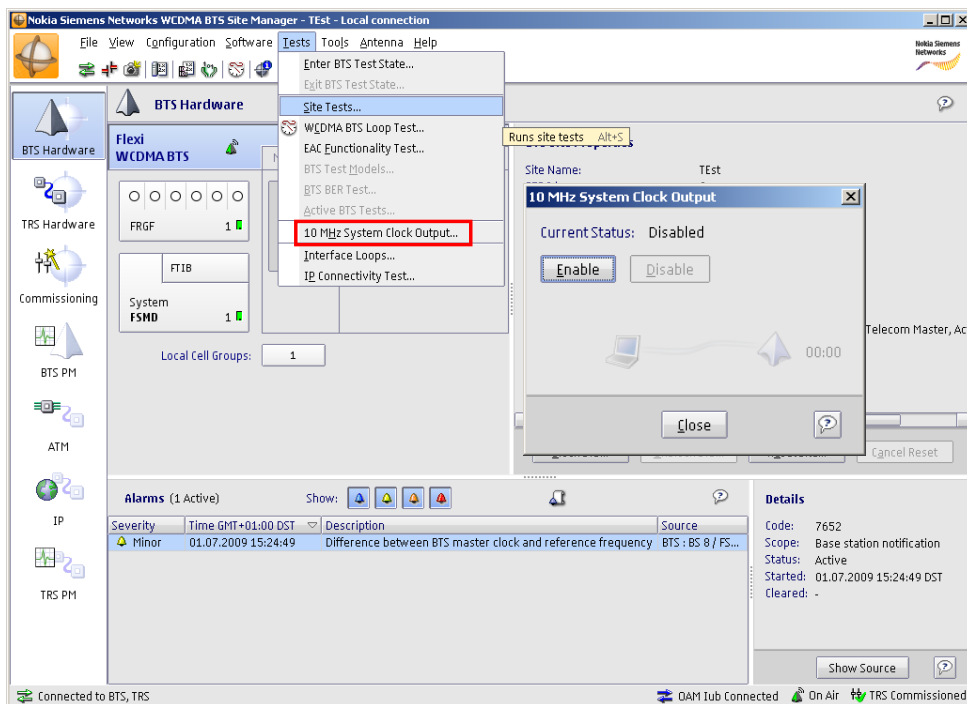 Nokia Siemens Networks WCDMA BTS Site Manager - TEst - Local connection
File View Configuration Software Tests Tools Antenna Help
Nokia Siemens
Networks
Enter BTS Test State...
Exit BTS Test State...
Site Tests...
WCDMA BTS Loop Test...
EAC Functionality Test...
BTS Test Models...
BTS BER Test...
Active BTS Tests...
10 MHz System Clock Output...
Interface Loops...
IP Connectivity Test...
Runs site tests Alt+S
BTS Hardware
TRS Hardware
Commissioning
BTS PM
ATM
IP
TRS PM
BTS Hardware
Flexi
WCDMA BTS
FRGF 1
FTIB
System
FSMD 1
Local Cell Groups: 1
Site Name: TEst
10 MHz System Clock Output
Current Status: Disabled
Enable Disable
00:00
Close
Telecom Master, Ac
Cancel Reset
Alarms (1 Active) Show:
Severity Time GMT+01:00 DST Description Source
Minor 01.07.2009 15:24:49 Difference between BTS master clock and reference frequency BTS : BS 8 / FS...
Details
Code: 7652
Scope: Base station notification
Status: Active
Started: 01.07.2009 15:24:49 DST
Cleared: -
Show Source
Connected to BTS, TRS
OAM Iub Connected On Air TRS Commissioned